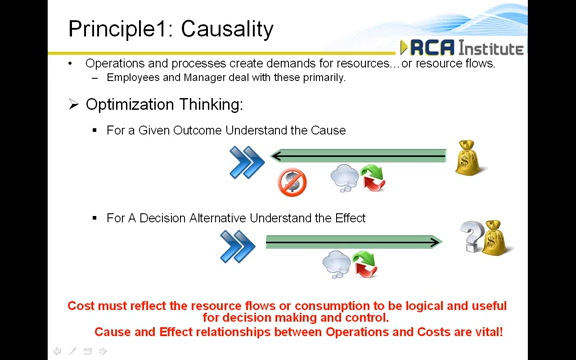 Principle1: Causality
RCA Institute
• Operations and processes create demands for resources…or resource flows.
– Employees and Manager deal with these primarily.
➢ Optimization Thinking:
▪ For a Given Outcome Understand the Cause
$
$
▪ For A Decision Alternative Understand the Effect
? $
Cost must reflect the resource flows or consumption to be logical and useful
for decision making and control.
Cause and Effect relationships between Operations and Costs are vital!